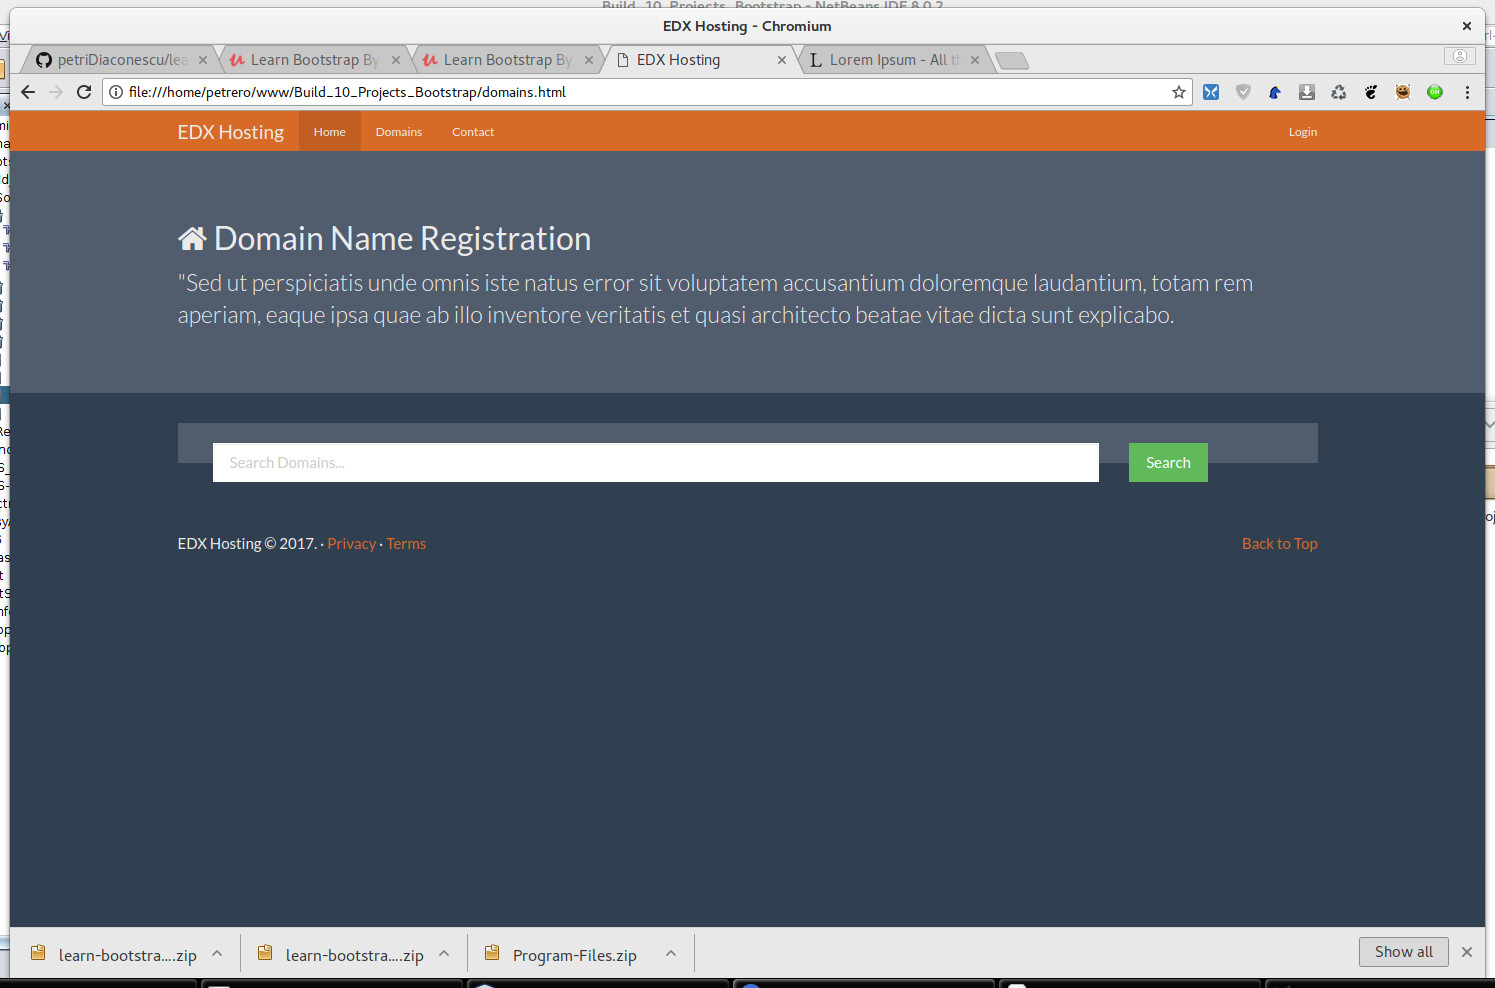 Build_10_Projects_Bootstrap - NetBeans IDE 8.0.2
EDX Hosting - Chromium
petriDiaconescu/lea
Learn Bootstrap By
Learn Bootstrap By
EDX Hosting
Lorem Ipsum - All th
file:///home/petrero/www/Build_10_Projects_Bootstrap/domains.html
EDX Hosting
Home
Domains
Contact
Login
Domain Name Registration
"Sed ut perspiciatis unde omnis iste natus error sit voluptatem accusantium doloremque laudantium, totam rem
aperiam, eaque ipsa quae ab illo inventore veritatis et quasi architecto beatae vitae dicta sunt explicabo.
Search Domains...
Search
EDX Hosting © 2017. · Privacy · Terms
Back to Top
learn-bootstra....zip
learn-bootstra....zip
Program-Files.zip
Show all